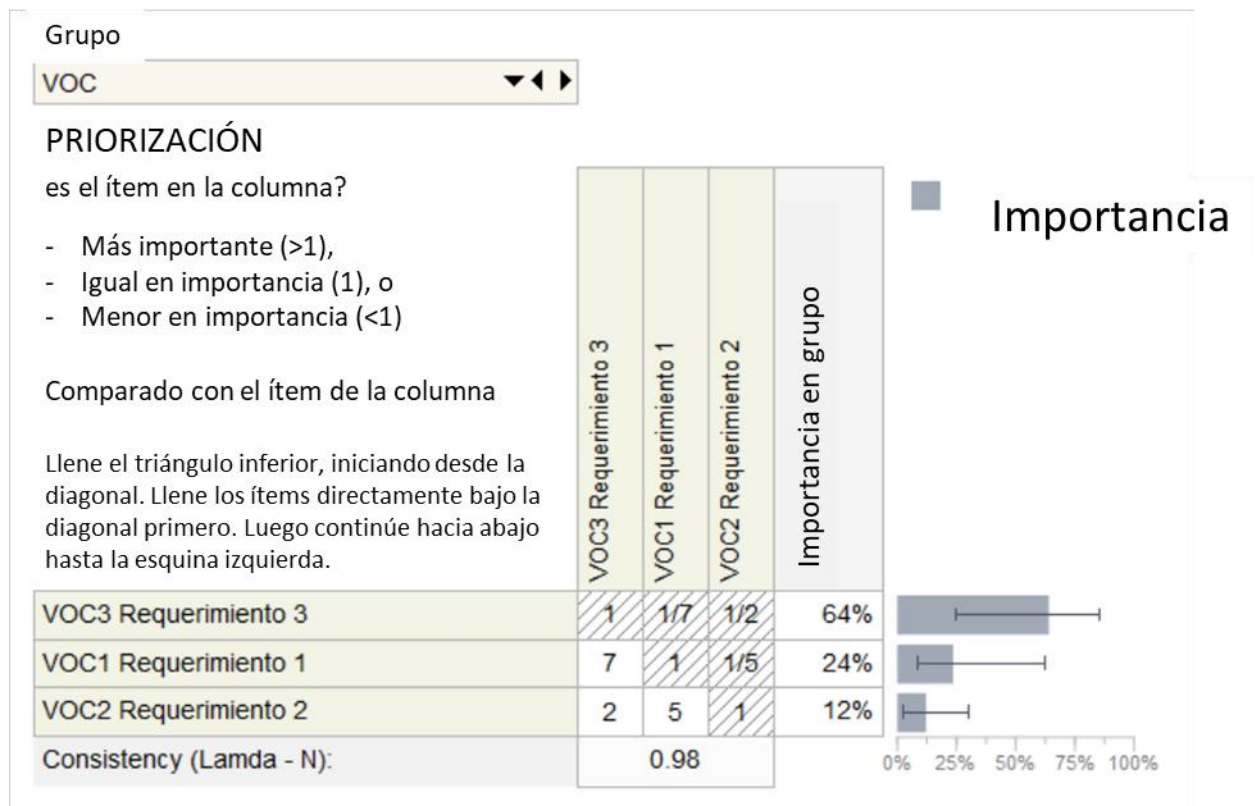 Grupo
VOC
PRIORIZACIÓN
es el ítem en la columna?
- Más importante (>1),
- Igual en importancia (1), o
- Menor en importancia (<1)
Comparado con el ítem de la columna
Llene el triángulo inferior, iniciando desde la
diagonal. Llene los ítems directamente bajo la
diagonal primero. Luego continúe hacia abajo
hasta la esquina izquierda.
VOC3 Requerimiento 3
VOC1 Requerimiento 1
VOC2 Requerimiento 2
Importancia en grupo
Importancia
VOC3 Requerimiento 3 1 1/7 1/2 64%
VOC1 Requerimiento 1 7 1 1/5 24%
VOC2 Requerimiento 2 2 5 1 12%
Consistency (Lamda - N): 0.98
0% 25% 50% 75% 100%